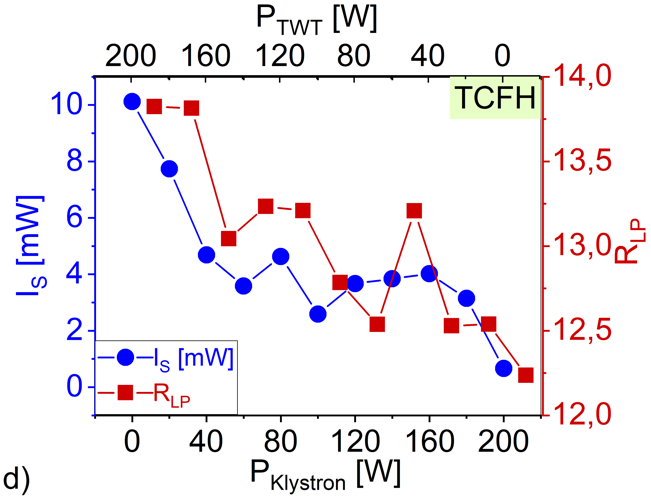 P_TWT [W]
200 160 120 80 40 0
TCFH
10
8
6
4
2
0
I_S [mW]
14,0
13,5
13,0
12,5
12,0
R_LP
I_S [mW]
R_LP
0 40 80 120 160 200
P_Klystron [W]
d)